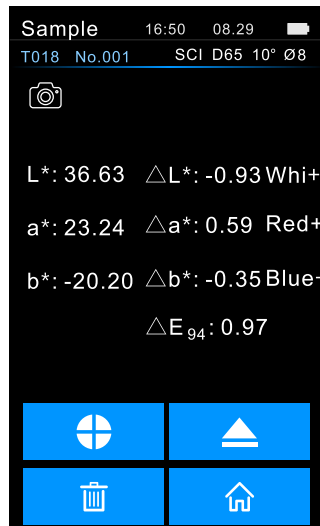 Sample 16:50 08.29
T018 No.001 SCI D65 10° Ø8
L*: 36.63 △L*: -0.93 Whi+
a*: 23.24 △a*: 0.59 Red+
b*: -20.20 △b*: -0.35 Blue+
△E94: 0.97